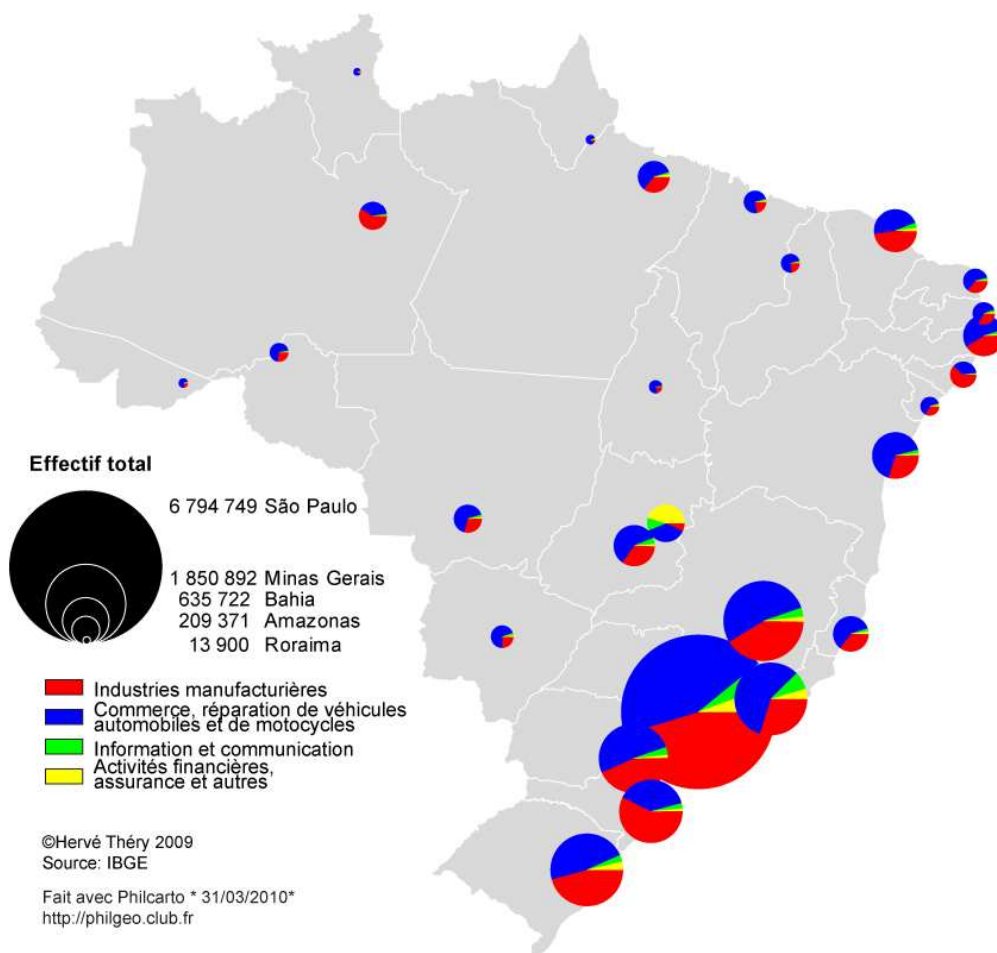 Effectif total
6 794 749 São Paulo
1 850 892 Minas Gerais
635 722 Bahia
209 371 Amazonas
13 900 Roraima
Industries manufacturières
Commerce, réparation de véhicules
automobiles et de motocycles
Information et communication
Activités financières,
assurance et autres
©Hervé Théry 2009
Source: IBGE
Fait avec Philcarto * 31/03/2010*
http://philgeo.club.fr